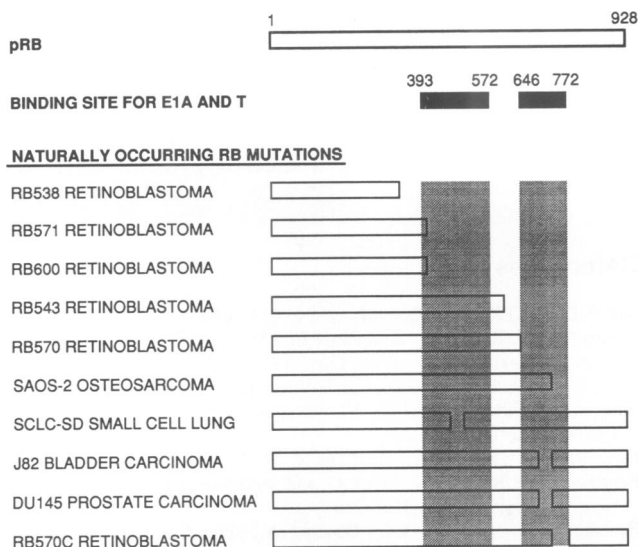 1 928
pRB
393 572 646 772
BINDING SITE FOR E1A AND T
NATURALLY OCCURRING RB MUTATIONS
RB538 RETINOBLASTOMA
RB571 RETINOBLASTOMA
RB600 RETINOBLASTOMA
RB543 RETINOBLASTOMA
RB570 RETINOBLASTOMA
SAOS-2 OSTEOSARCOMA
SCLC-SD SMALL CELL LUNG
J82 BLADDER CARCINOMA
DU145 PROSTATE CARCINOMA
RB570C RETINOBLASTOMA